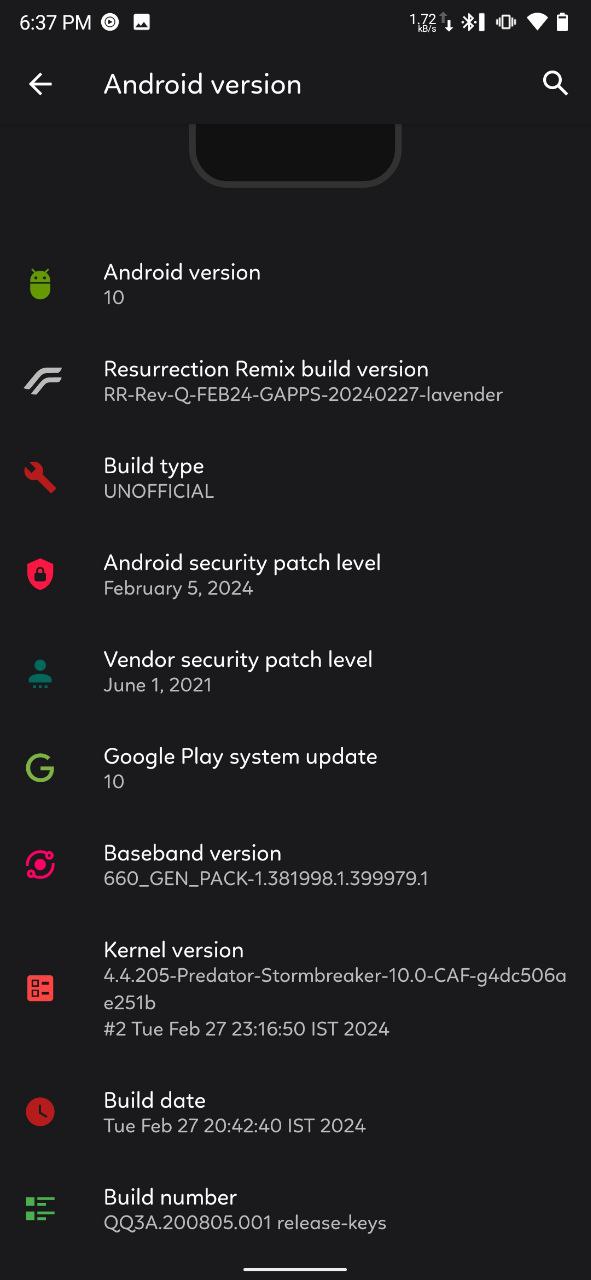 6:37 PM
1.72
kB/s
Android version
Android version
10
Resurrection Remix build version
RR-Rev-Q-FEB24-GAPPS-20240227-lavender
Build type
UNOFFICIAL
Android security patch level
February 5, 2024
Vendor security patch level
June 1, 2021
Google Play system update
10
Baseband version
660_GEN_PACK-1.381998.1.399979.1
Kernel version
4.4.205-Predator-Stormbreaker-10.0-CAF-g4dc506a
e251b
#2 Tue Feb 27 23:16:50 IST 2024
Build date
Tue Feb 27 20:42:40 IST 2024
Build number
QQ3A.200805.001 release-keys